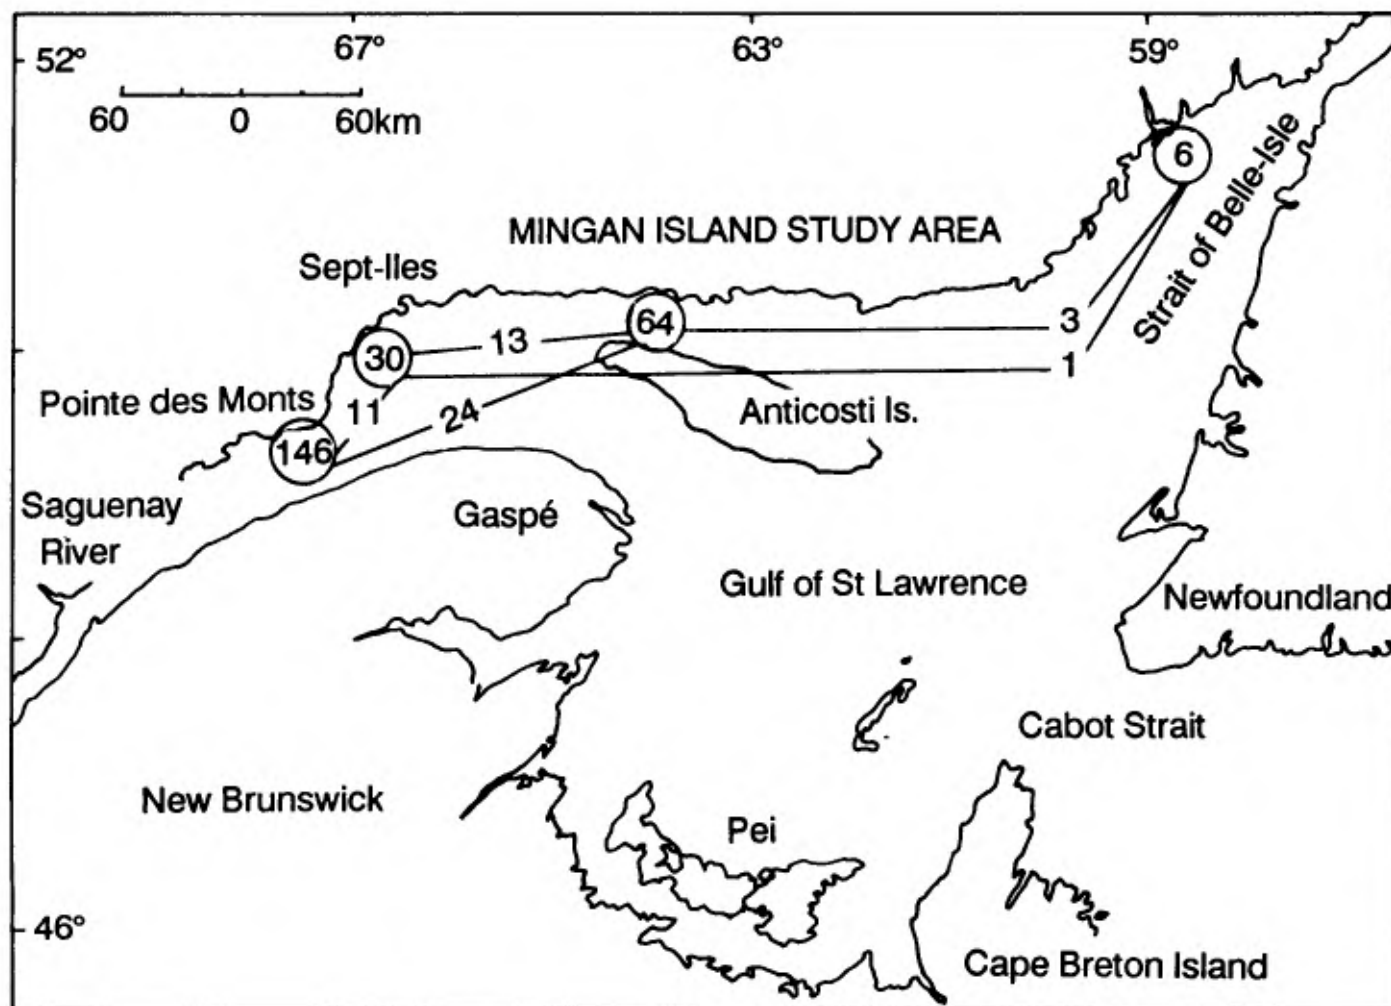 67°
63°
59°
52°
60 0 60km
6
Strait of Belle-Isle
MINGAN ISLAND STUDY AREA
Sept-Iles
64
3
13
30
1
Pointe des Monts
11
24
Anticosti Is.
146
Saguenay
River
Gaspé
Gulf of St Lawrence
Newfoundland
Cabot Strait
New Brunswick
Pei
46°
Cape Breton Island